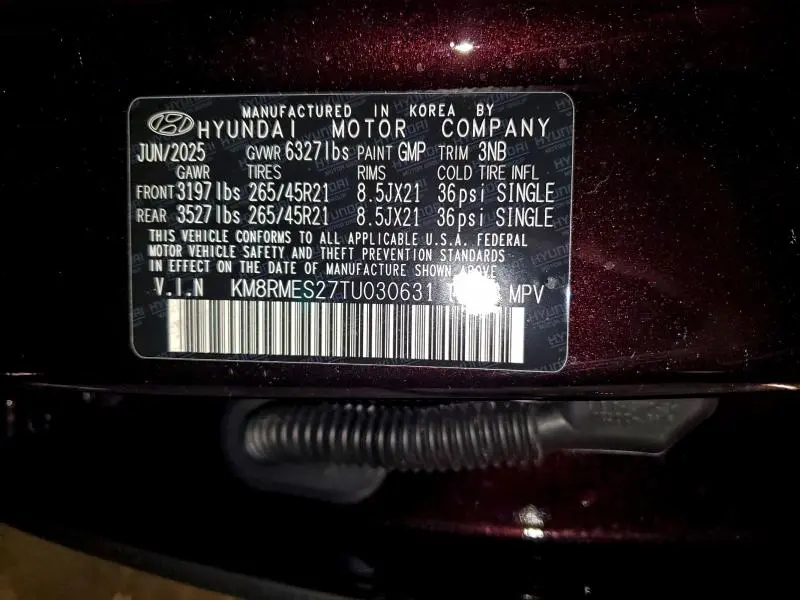 MANUFACTURED IN KOREA BY
HYUNDAI MOTOR COMPANY
JUN/2025 GVWR 6327lbs PAINT GMP TRIM 3NB
GAWR TIRES RIMS COLD TIRE INFL
FRONT 3197lbs 265/45R21 8.5JX21 36psi SINGLE
REAR 3527lbs 265/45R21 8.5JX21 36psi SINGLE
THIS VEHICLE CONFORMS TO ALL APPLICABLE U.S.A. FEDERAL
MOTOR VEHICLE SAFETY AND THEFT PREVENTION STANDARDS
IN EFFECT ON THE DATE OF MANUFACTURE SHOWN ABOVE
V.I.N KM8RMES27TU030631 MPV